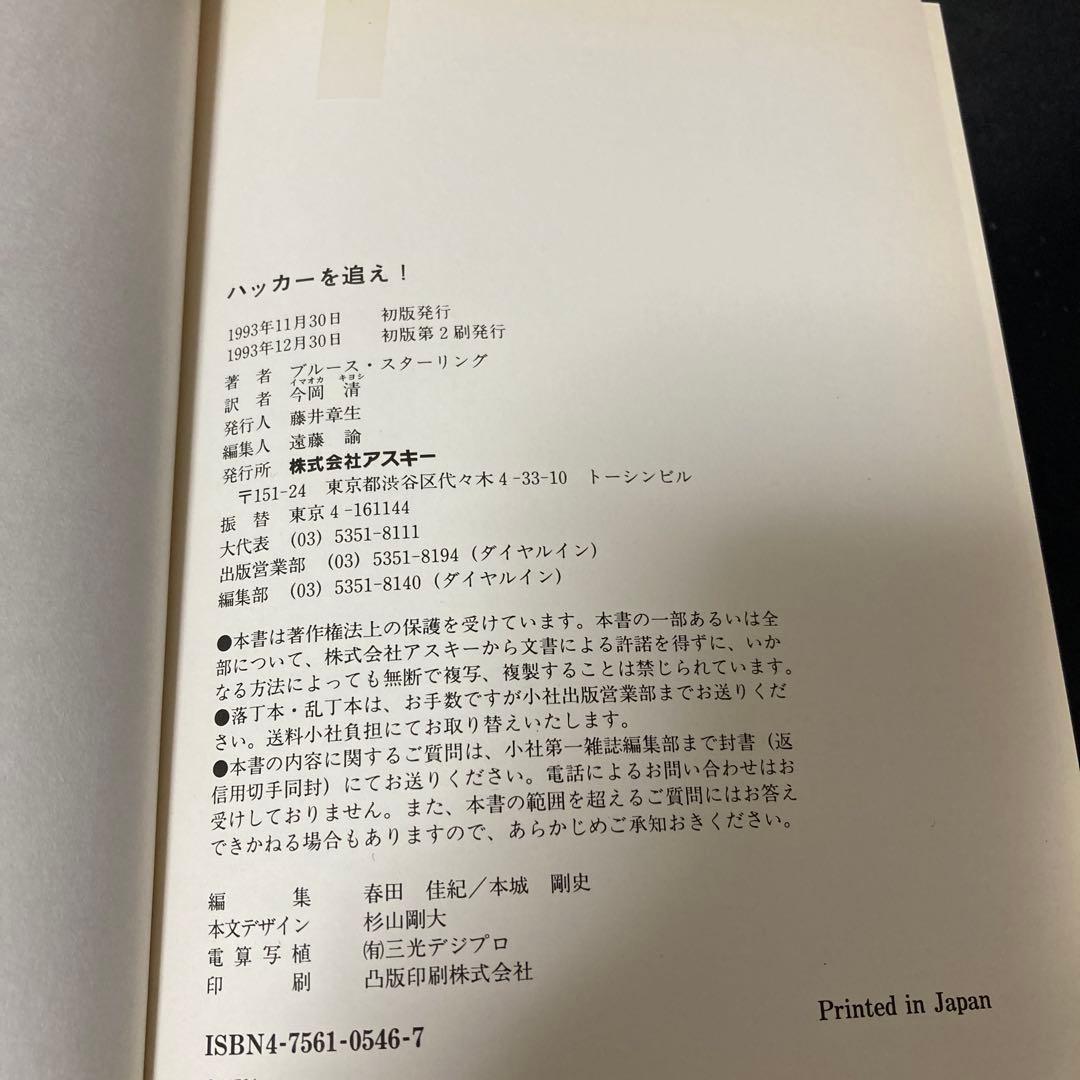 ハッカーを追え！
1993年11月30日　初版発行
1993年12月30日　初版第2刷発行
著　者　ブルース・スターリング
イマオカ　キヨシ
訳　者　今岡　清
発行人　藤井章生
編集人　遠藤　諭
発行所　株式会社アスキー
〒151-24　東京都渋谷区代々木4-33-10　トーシンビル
振　替　東京4-161144
大代表　(03) 5351-8111
出版営業部　(03) 5351-8194 (ダイヤルイン)
編集部　(03) 5351-8140 (ダイヤルイン)
●本書は著作権法上の保護を受けています。本書の一部あるいは全
部について、株式会社アスキーから文書による許諾を得ずに、いか
なる方法によっても無断で複写、複製することは禁じられています。
●落丁本・乱丁本は、お手数ですが小社出版営業部までお送りくだ
さい。送料小社負担にてお取り替えいたします。
●本書の内容に関するご質問は、小社第一雑誌編集部まで封書（返
信用切手同封）にてお送りください。電話によるお問い合わせはお
受けしておりません。また、本書の範囲を超えるご質問にはお答え
できかねる場合もありますので、あらかじめご承知おきください。
編　　集　春田　佳紀／本城　剛史
本文デザイン　杉山剛大
電算写植　㈲三光デジプロ
印　　刷　凸版印刷株式会社
Printed in Japan
ISBN4-7561-0546-7